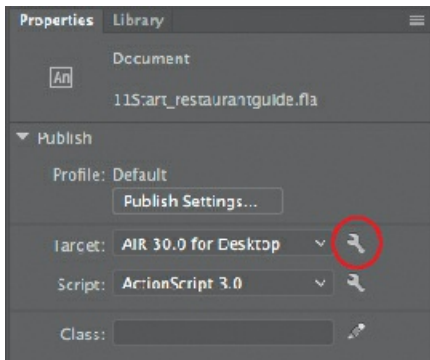 Properties Library
An
Document
11Start_restaurantguide.fla
Publish
Profile: Default
Publish Settings...
Target: AIR 30.0 for Desktop
Script: ActionScript 3.0
Class: